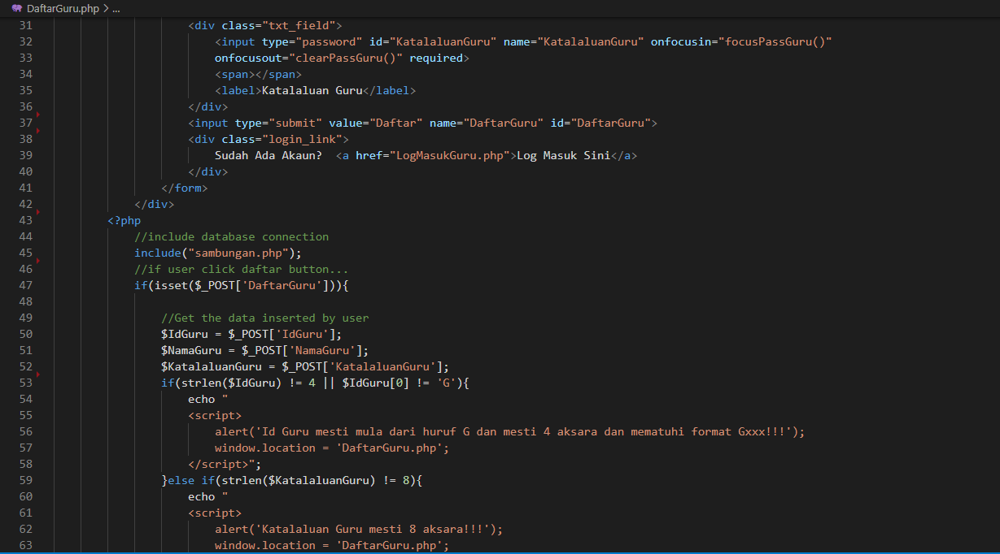 DaftarGuru.php > ...
31 <div class="txt_field">
32 <input type="password" id="KatalaluanGuru" name="KatalaluanGuru" onfocusin="focusPassGuru()"
33 onfocusout="clearPassGuru()" required>
34 <span></span>
35 <label>Katalaluan Guru</label>
36 </div>
37 <input type="submit" value="Daftar" name="DaftarGuru" id="DaftarGuru">
38 <div class="login_link">
39 Sudah Ada Akaun?  <a href="LogMasukGuru.php">Log Masuk Sini</a>
40 </div>
41 </form>
42 </div>
43 <?php
44 //include database connection
45 include("sambungan.php");
46 //if user click daftar button...
47 if(isset($_POST['DaftarGuru'])){
48
49 //Get the data inserted by user
50 $IdGuru = $_POST['IdGuru'];
51 $NamaGuru = $_POST['NamaGuru'];
52 $KatalaluanGuru = $_POST['KatalaluanGuru'];
53 if(strlen($IdGuru) != 4 || $IdGuru[0] != 'G'){
54 echo "
55 <script>
56 alert('Id Guru mesti mula dari huruf G dan mesti 4 aksara dan mematuhi format Gxxx!!!');
57 window.location = 'DaftarGuru.php';
58 </script>";
59 }else if(strlen($KatalaluanGuru) != 8){
60 echo "
61 <script>
62 alert('Katalaluan Guru mesti 8 aksara!!!');
63 window.location = 'DaftarGuru.php';